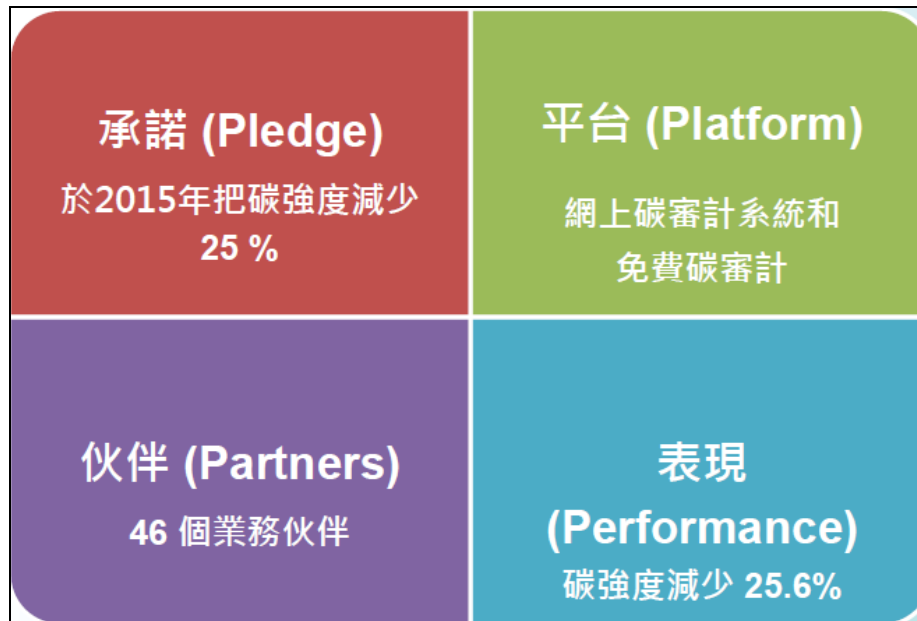 承諾 (Pledge)
於2015年把碳強度減少
25 %
平台 (Platform)
網上碳審計系統和
免費碳審計
伙伴 (Partners)
46 個業務伙伴
表現
(Performance)
碳強度減少 25.6%